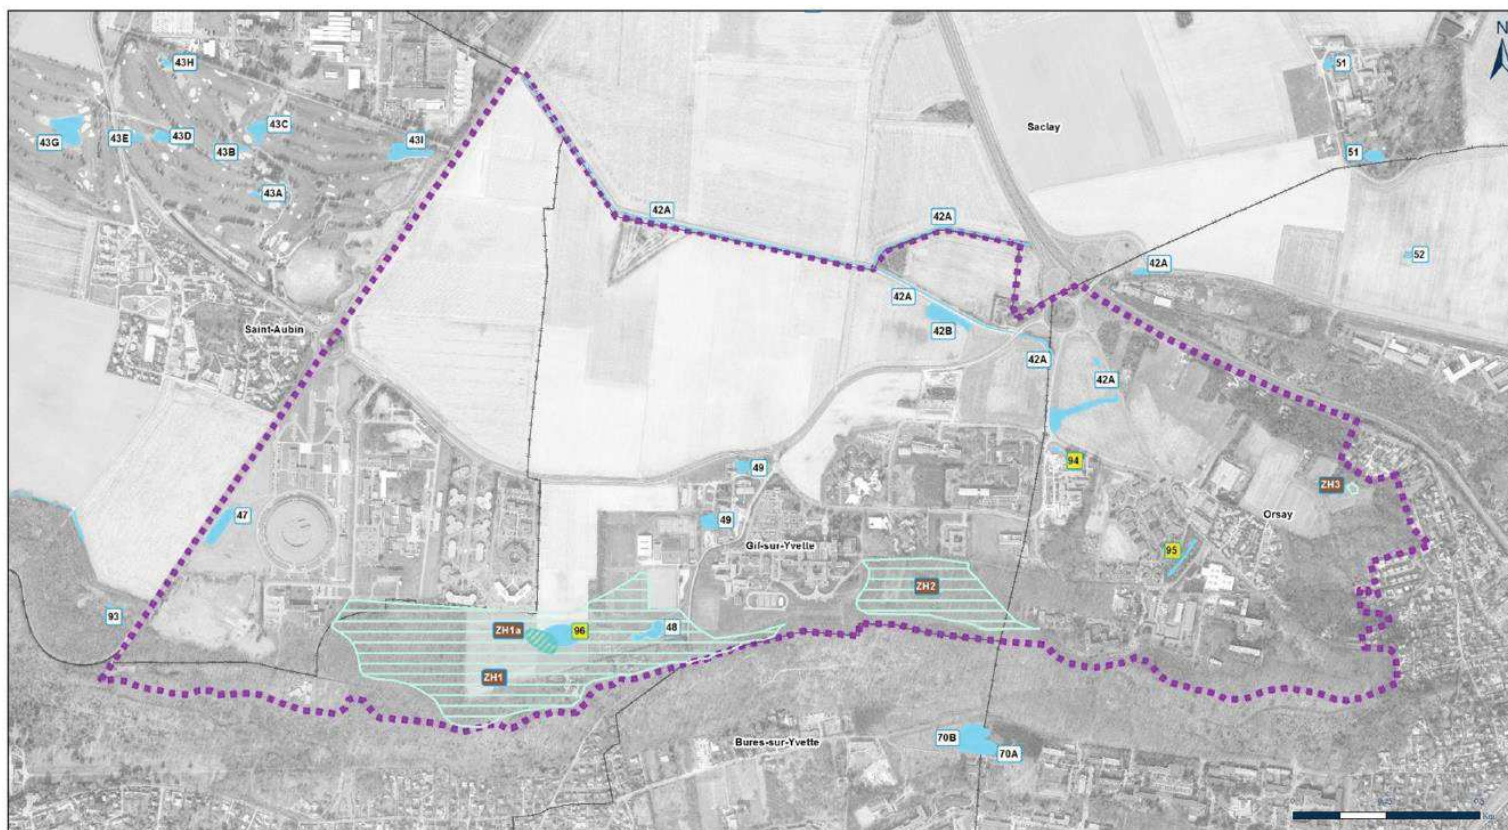 N
43H
51
43G
43E
43D
43C
43B
43I
Saclay
51
43A
42A
42A
52
42A
42A
Saint-Aubin
42B
42A
42A
49
94
ZH3
47
49
Orsay
Gif-sur-Yvette
95
ZH2
93
ZH1a
96
48
ZH1
Bures-sur-Yvette
70B
70A